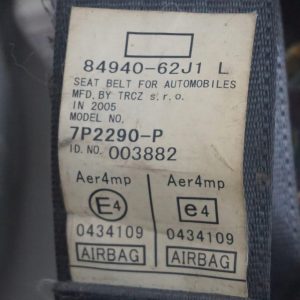 84940-62J1 L
SEAT BELT FOR AUTOMOBILES
MFD. BY TRCZ s.r.o.
IN 2005
MODEL NO.
7P2290-P
ID. NO. 003882
Aer4mp Aer4mp
E4 e4
0434109 0434109
AIRBAG AIRBAG